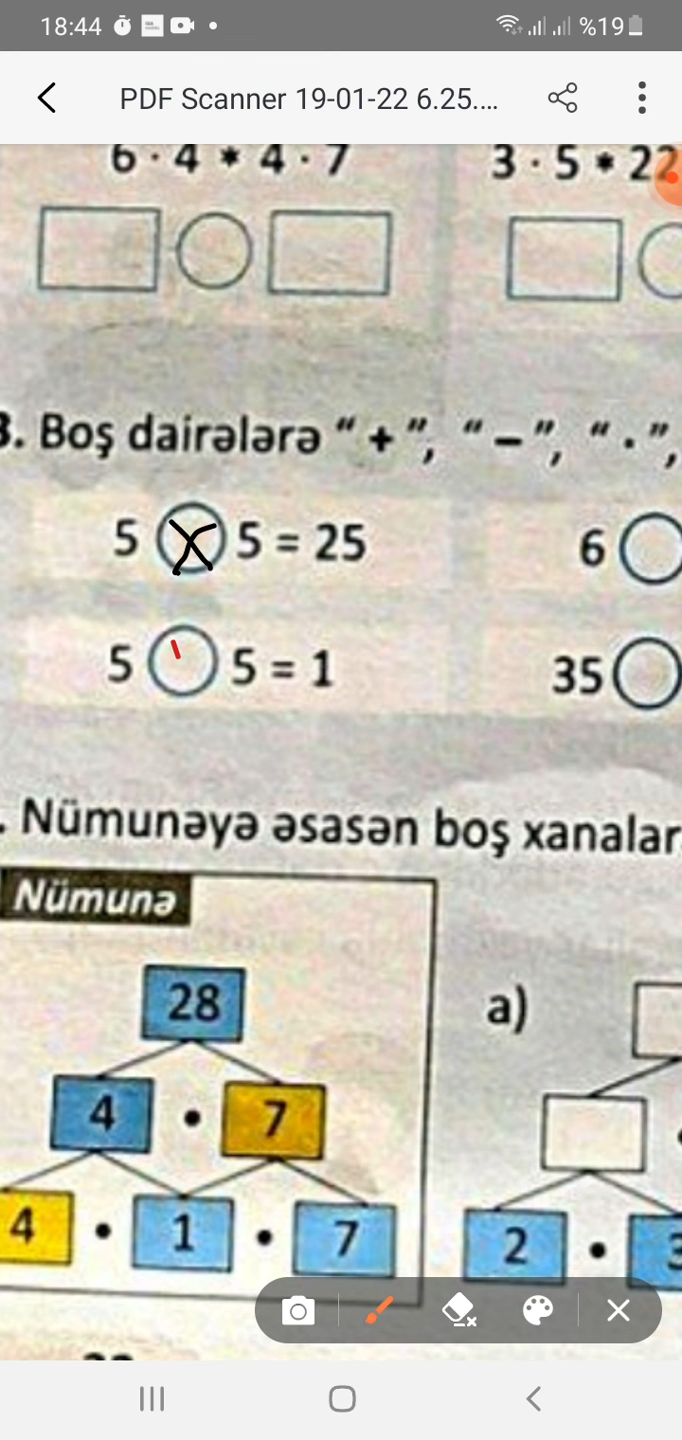 18:44 %19
PDF Scanner 19-01-22 6.25....
6 · 4 * 4 · 7
3 · 5 * 22
3. Boş dairələrə “ + ”, “ – ”, “ · ”,
5 X 5 = 25
6
5 5 = 1
35
. Nümunəyə əsasən boş xanalar
Nümunə
28
a)
4 • 7
4 • 1 • 7
2 • 3